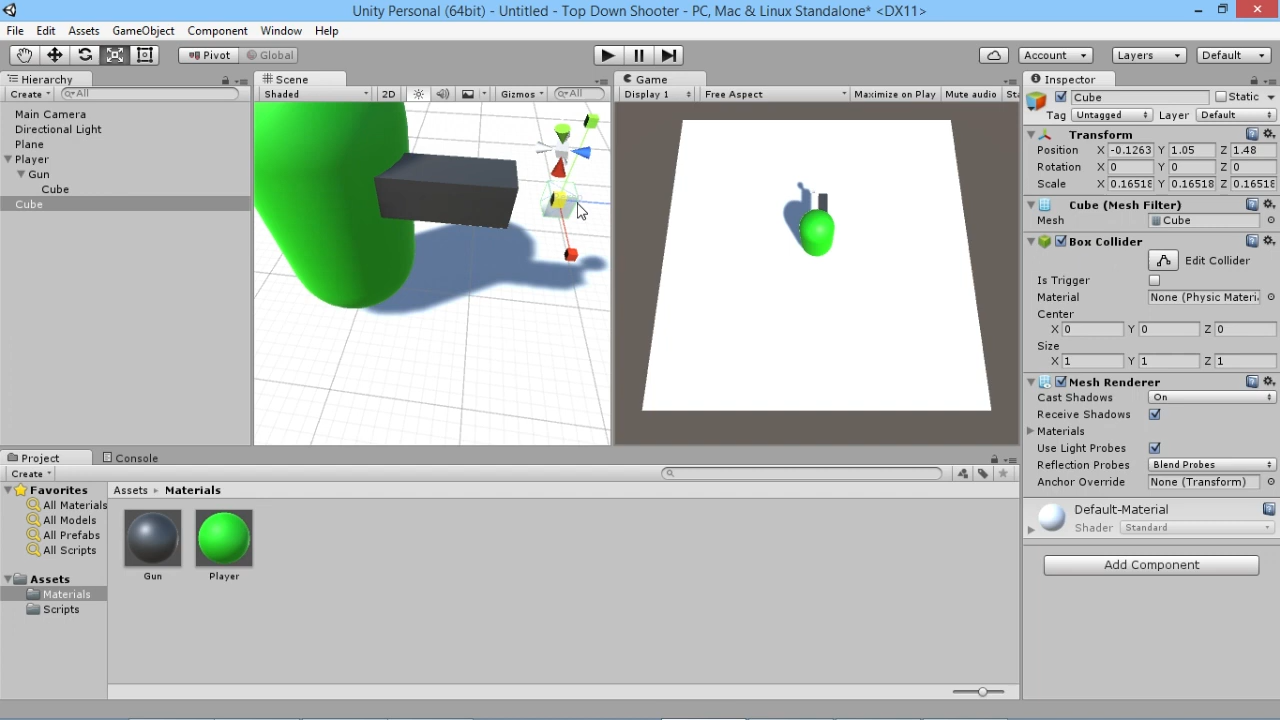 Unity Personal (64bit) - Untitled - Top Down Shooter - PC, Mac & Linux Standalone* <DX11>
File Edit Assets GameObject Component Window Help
Pivot Global Account Layers Default
Hierarchy
Create All
Main Camera
Directional Light
Plane
Player
Gun
Cube
Cube
Scene
Shaded 2D Gizmos All
Game
Display 1 Free Aspect Maximize on Play Mute audio Sta
Inspector
Cube Static
Tag Untagged Layer Default
Transform
Position X -0.1263 Y 1.05 Z 1.48
Rotation X 0 Y 0 Z 0
Scale X 0.16518 Y 0.16518 Z 0.16518
Cube (Mesh Filter)
Mesh Cube
Box Collider
Edit Collider
Is Trigger
Material None (Physic Materi
Center
X 0 Y 0 Z 0
Size
X 1 Y 1 Z 1
Mesh Renderer
Cast Shadows On
Receive Shadows
Materials
Use Light Probes
Reflection Probes Blend Probes
Anchor Override None (Transform)
Default-Material
Shader Standard
Add Component
Project Console
Create
Favorites
All Materials
All Models
All Prefabs
All Scripts
Assets
Materials
Scripts
Assets Materials
Gun Player